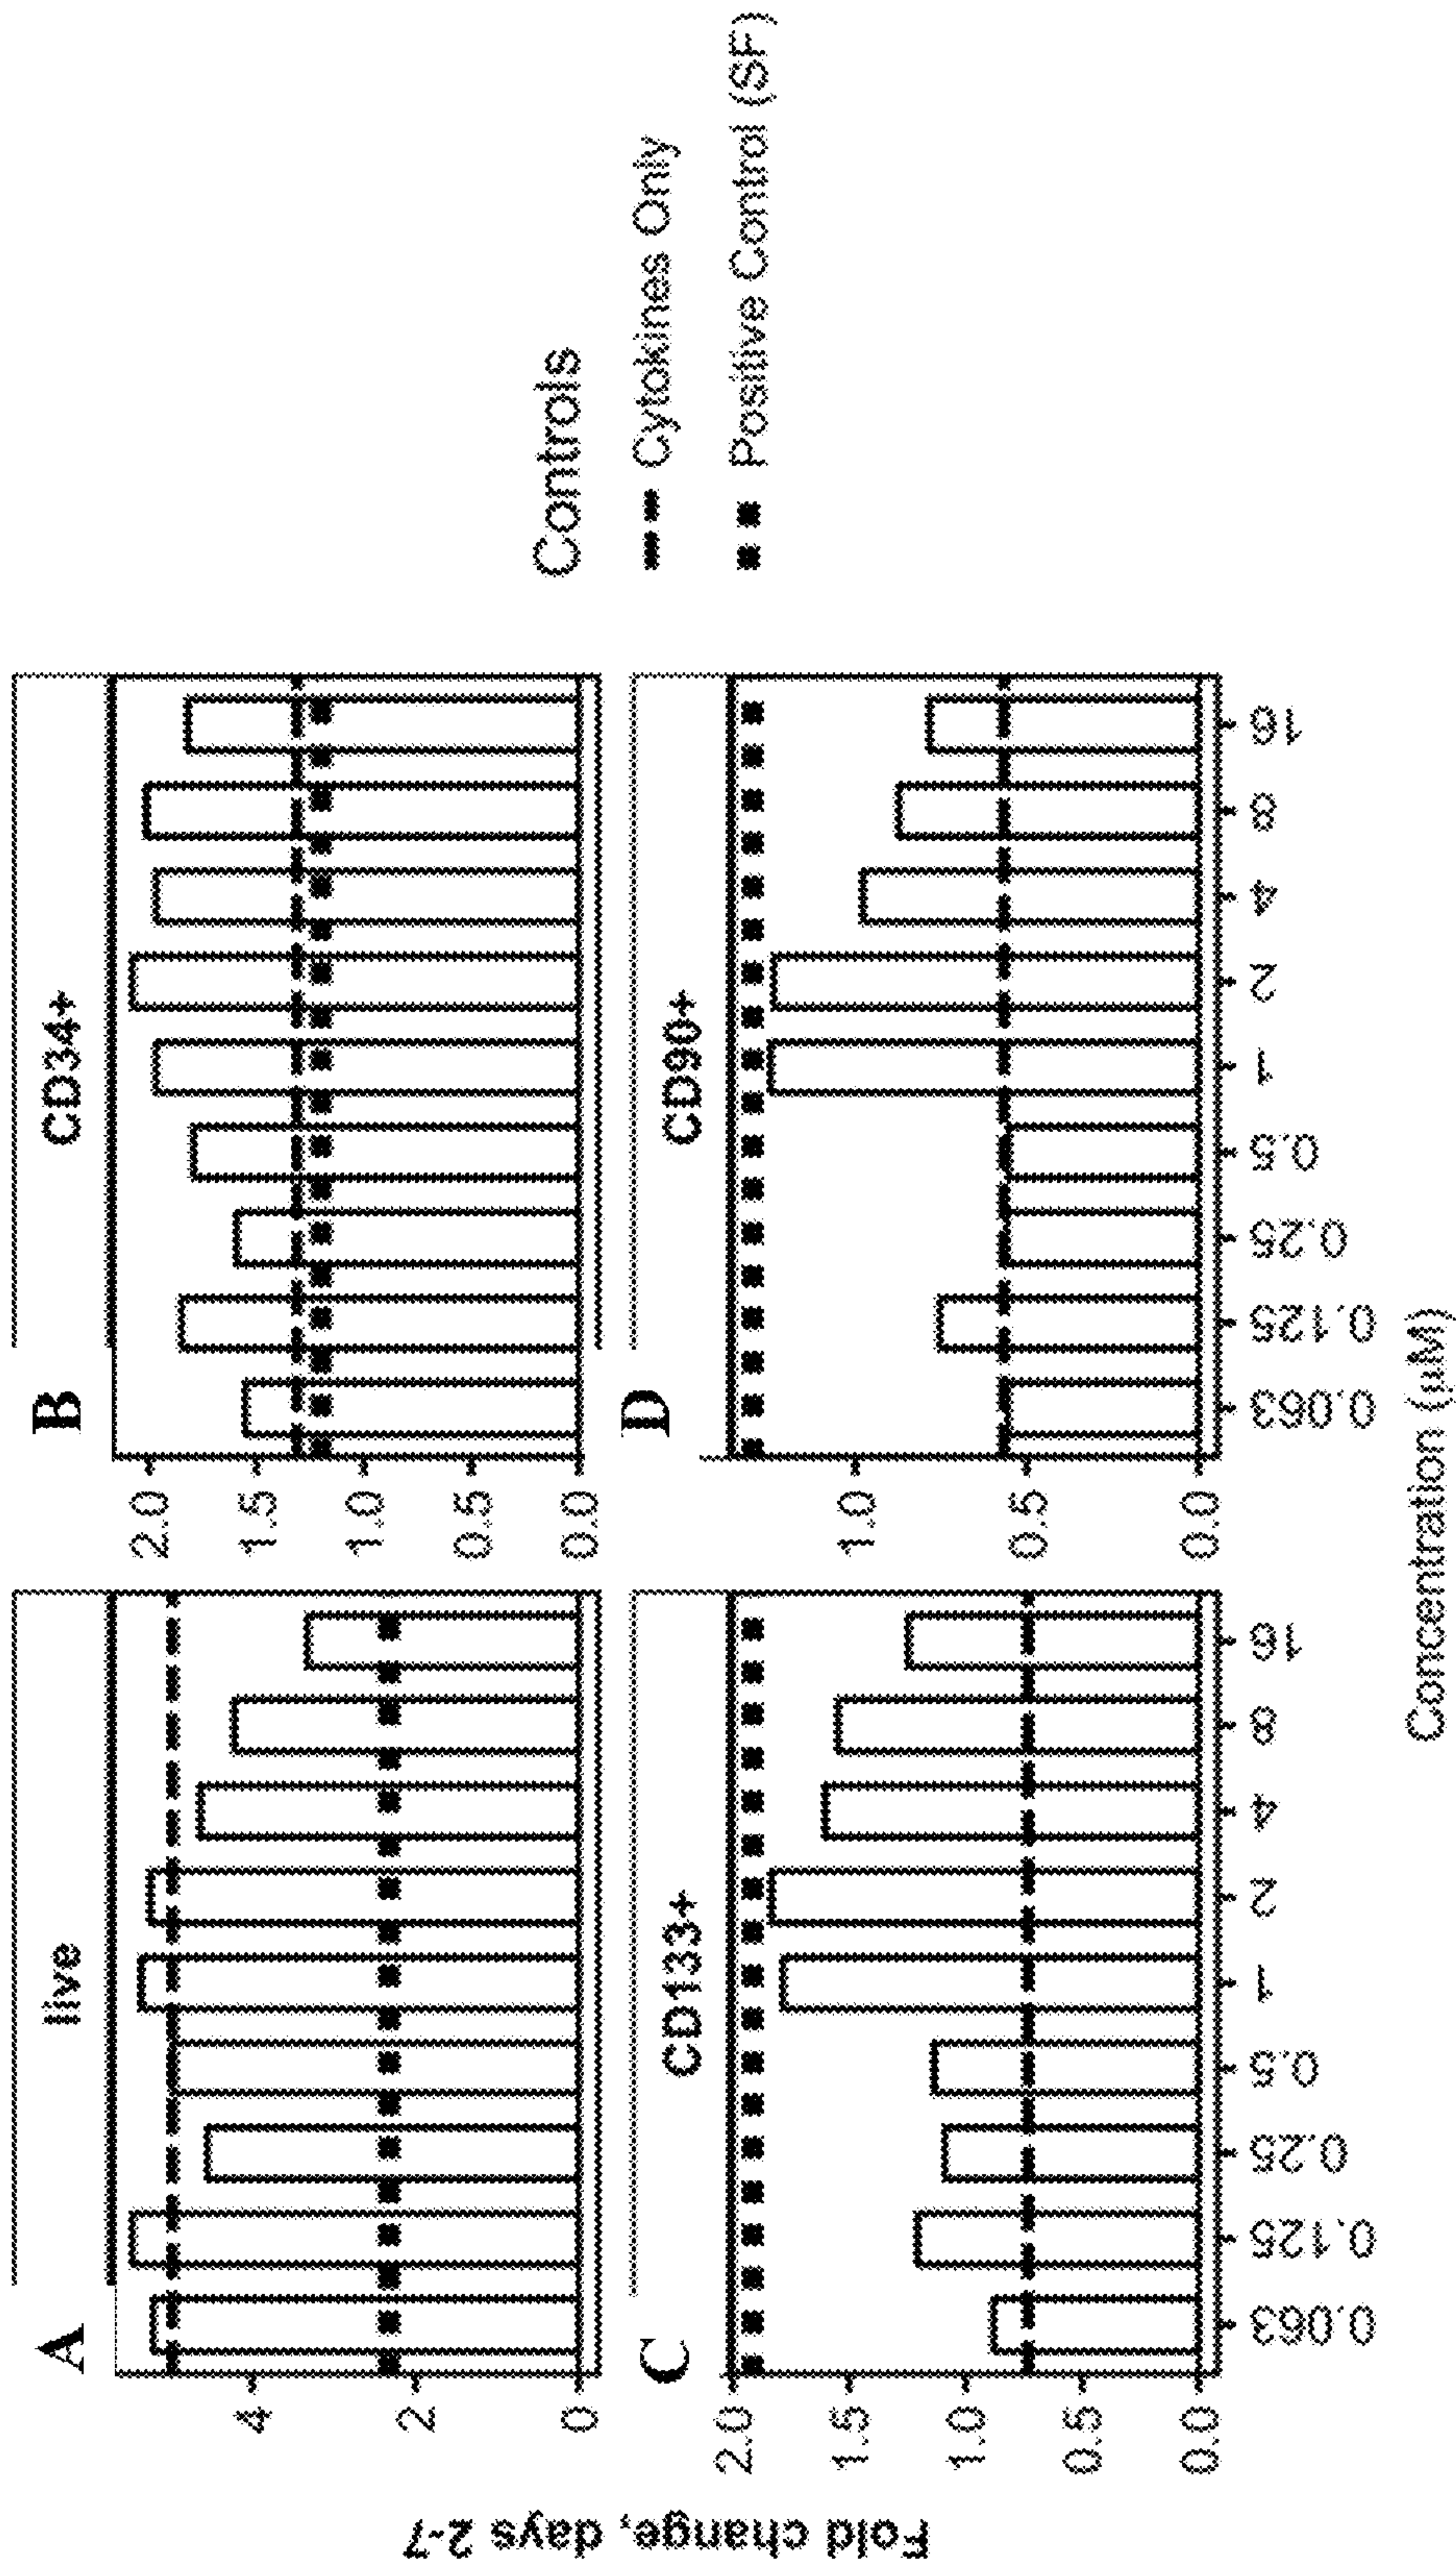 A
live
4
2
0
B
CD34+
2.0
1.5
1.0
0.5
0.0
C
CD133+
2.0
1.5
1.0
0.5
0.0
0.063
0.125
0.25
0.5
1
2
4
8
16
D
CD90+
1.0
0.5
0.0
0.063
0.125
0.25
0.5
1
2
4
8
16
Fold change, days 2-7
Concentration (µM)
Controls
Cytokines Only
Positive Control (SF)